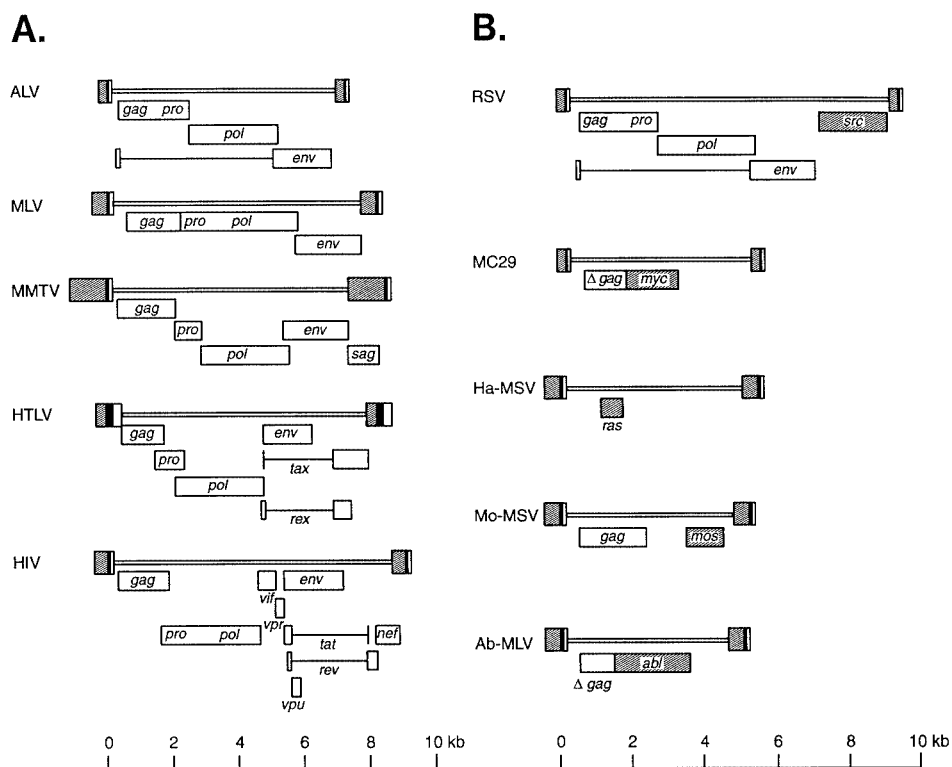 A.
ALV
gag pro
pol
env
MLV
gag pro pol
env
MMTV
gag
pro env
pol sag
HTLV
gag env
pro tax
pol
rex
HIV
gag vif env
vpr
pro pol tat nef
rev
vpu
0 2 4 6 8 10 kb
B.
RSV
gag pro src
pol
env
MC29
Δ gag myc
Ha-MSV
ras
Mo-MSV
gag mos
Ab-MLV
abl
Δ gag
0 2 4 6 8 10 kb